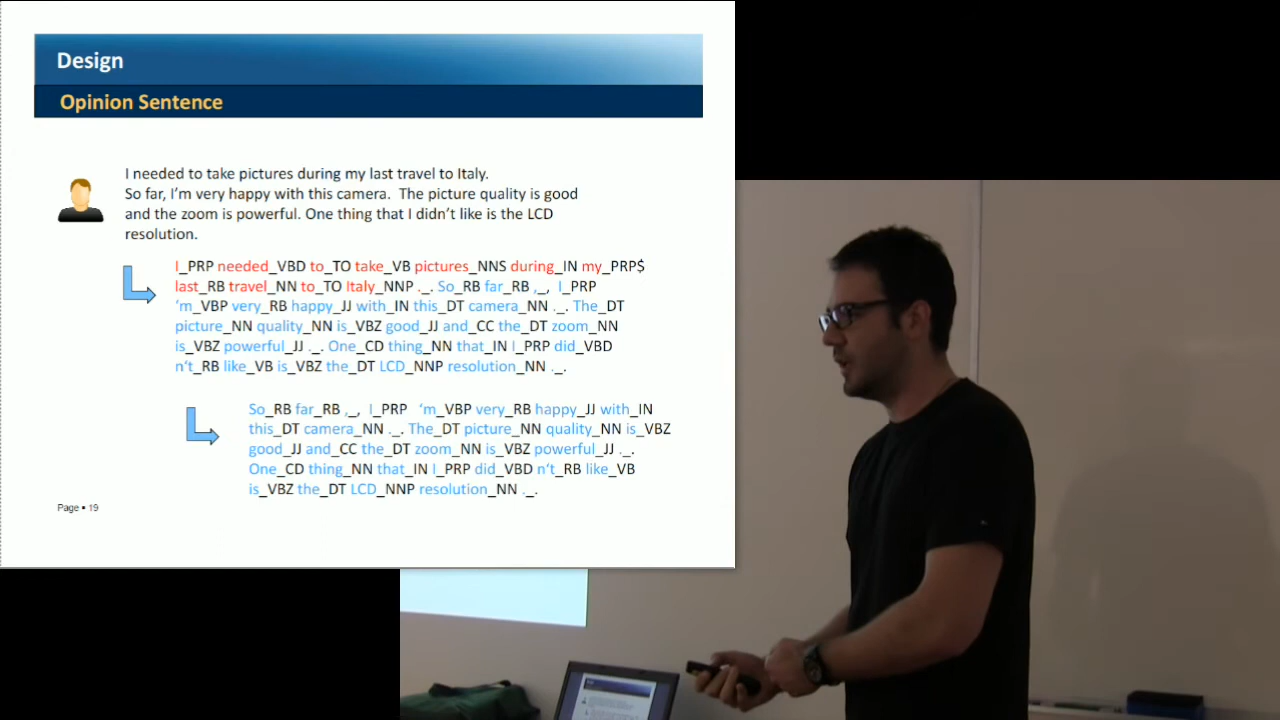 Design
Opinion Sentence
I needed to take pictures during my last travel to Italy.
So far, I'm very happy with this camera.  The picture quality is good
and the zoom is powerful. One thing that I didn't like is the LCD
resolution.
I_PRP needed_VBD to_TO take_VB pictures_NNS during_IN my_PRP$
last_RB travel_NN to_TO Italy_NNP ._. So_RB far_RB ,_,  I_PRP
'm_VBP very_RB happy_JJ with_IN this_DT camera_NN ._. The_DT
picture_NN quality_NN is_VBZ good_JJ and_CC the_DT zoom_NN
is_VBZ powerful_JJ ._. One_CD thing_NN that_IN I_PRP did_VBD
n't_RB like_VB is_VBZ the_DT LCD_NNP resolution_NN ._.
So_RB far_RB ,_,  I_PRP  'm_VBP very_RB happy_JJ with_IN
this_DT camera_NN ._. The_DT picture_NN quality_NN is_VBZ
good_JJ and_CC the_DT zoom_NN is_VBZ powerful_JJ ._.
One_CD thing_NN that_IN I_PRP did_VBD n't_RB like_VB
is_VBZ the_DT LCD_NNP resolution_NN ._.
Page ▪ 19